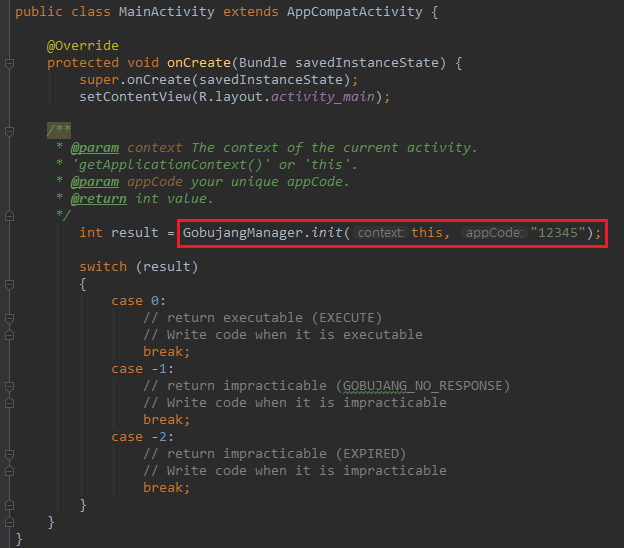 public class MainActivity extends AppCompatActivity {
@Override
protected void onCreate(Bundle savedInstanceState) {
super.onCreate(savedInstanceState);
setContentView(R.layout.activity_main);
/**
* @param context The context of the current activity.
* 'getApplicationContext()' or 'this'.
* @param appCode your unique appCode.
* @return int value.
*/
int result = GobujangManager.init( context: this, appCode: "12345");
switch (result)
{
case 0:
// return executable (EXECUTE)
// Write code when it is executable
break;
case -1:
// return impracticable (GOBUJANG_NO_RESPONSE)
// Write code when it is impracticable
break;
case -2:
// return impracticable (EXPIRED)
// Write code when it is impracticable
break;
}
}
}